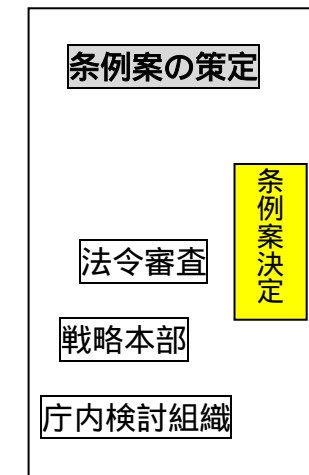 条例案の策定
条例案決定
法令審査
戦略本部
庁内検討組織